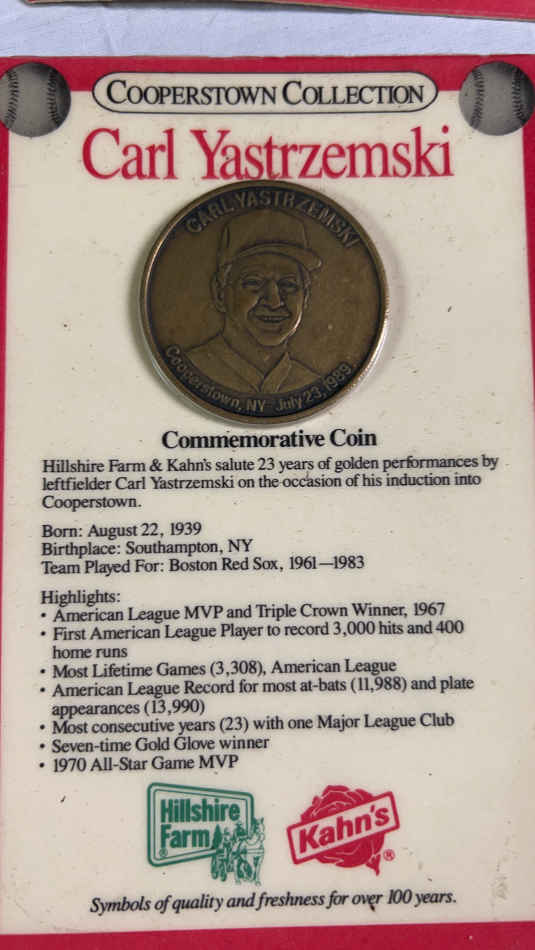 COOPERSTOWN COLLECTION
Carl Yastrzemski
CARL YASTRZEMSKI
Cooperstown, NY July 23, 1989
Commemorative Coin
Hillshire Farm & Kahn's salute 23 years of golden performances by
leftfielder Carl Yastrzemski on the occasion of his induction into
Cooperstown.
Born: August 22, 1939
Birthplace: Southampton, NY
Team Played For: Boston Red Sox, 1961—1983
Highlights:
• American League MVP and Triple Crown Winner, 1967
• First American League Player to record 3,000 hits and 400
home runs
• Most Lifetime Games (3,308), American League
• American League Record for most at-bats (11,988) and plate
appearances (13,990)
• Most consecutive years (23) with one Major League Club
• Seven-time Gold Glove winner
• 1970 All-Star Game MVP
Hillshire
Farm
®
Kahn's
®
Symbols of quality and freshness for over 100 years.